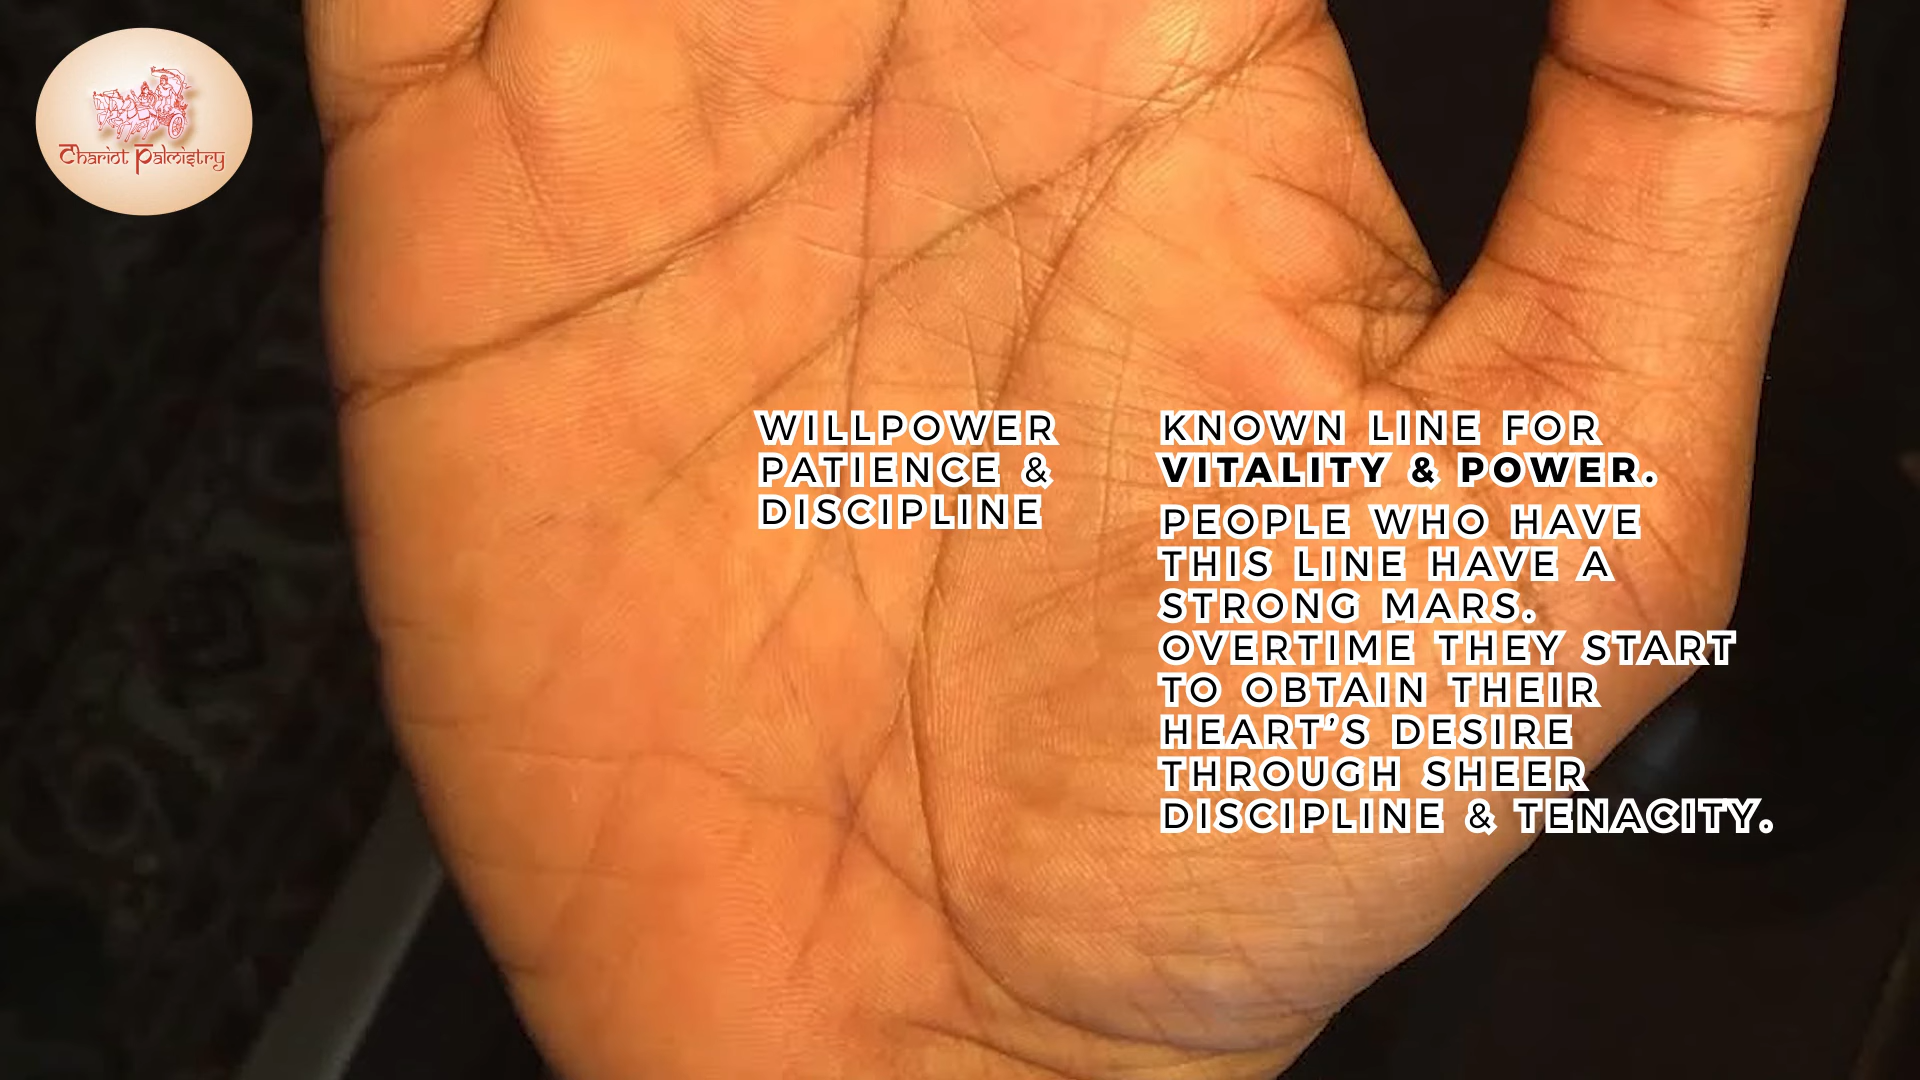 Chariot Palmistry
WILLPOWER
PATIENCE &
DISCIPLINE
KNOWN LINE FOR
VITALITY & POWER.
PEOPLE WHO HAVE
THIS LINE HAVE A
STRONG MARS.
OVERTIME THEY START
TO OBTAIN THEIR
HEART’S DESIRE
THROUGH SHEER
DISCIPLINE & TENACITY.